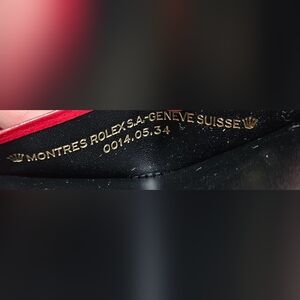 MONTRES ROLEX S.A.-GENEVE SUISSE
0014.05.34